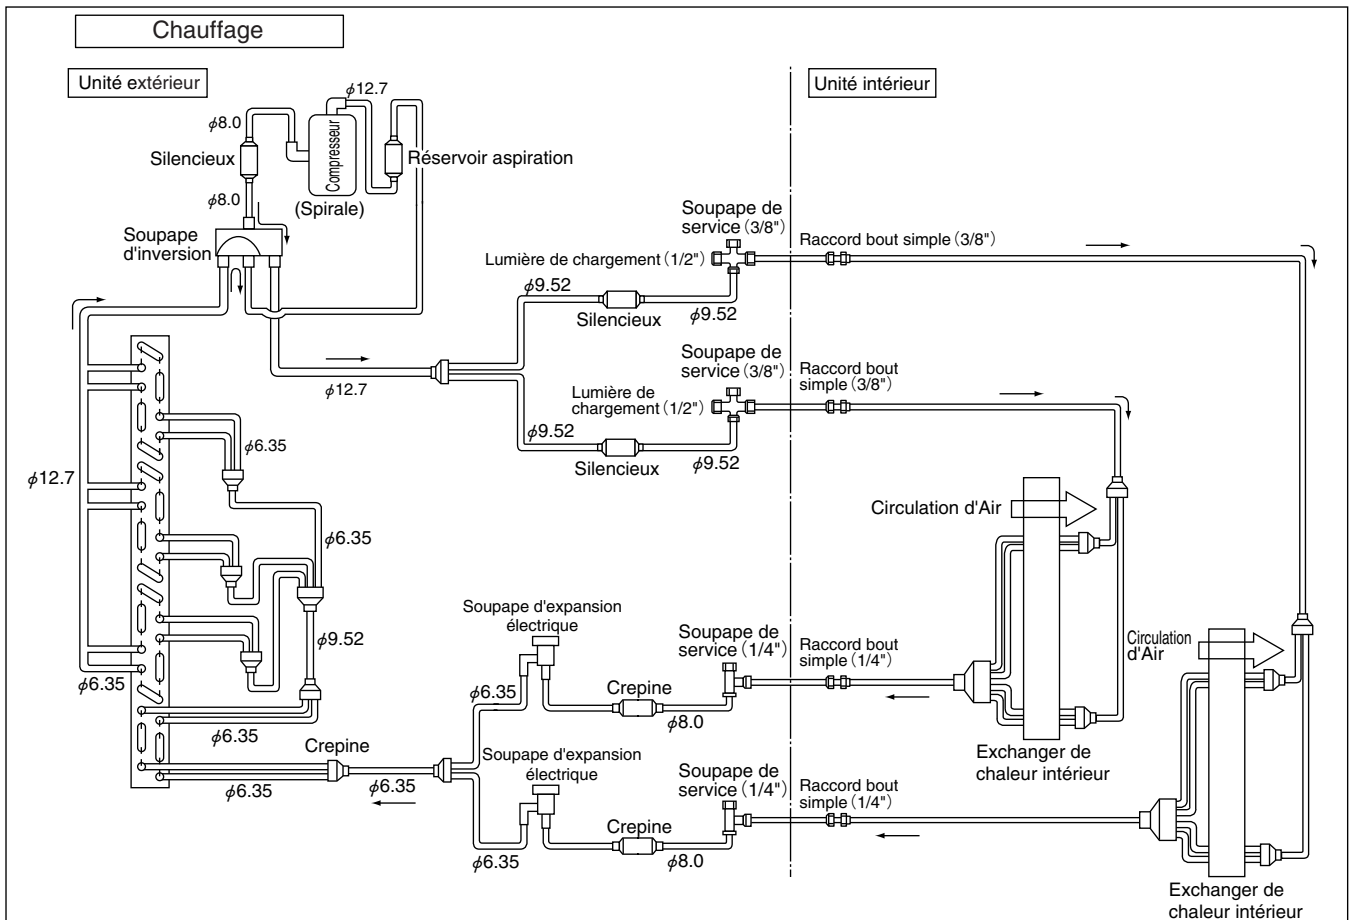 Chauffage
Unité extérieur
Unité intérieur
φ12.7
φ8.0
Silencieux
Compresseur
Réservoir aspiration
φ8.0
(Spirale)
Soupape
d'inversion
Soupape de
service (3/8")
Raccord bout simple (3/8")
Lumière de chargement (1/2")
φ9.52
Silencieux
φ9.52
φ12.7
Soupape de
service (3/8")
Raccord bout
simple (3/8")
Lumière de
chargement (1/2")
φ9.52
Silencieux
φ9.52
φ6.35
φ12.7
φ6.35
Circulation d'Air
Soupape d'expansion
électrique
Soupape de
service (1/4")
Raccord bout
simple (1/4")
Circulation
d'Air
φ9.52
φ6.35
φ6.35
Crepine
φ8.0
φ6.35
Crepine
Soupape d'expansion
électrique
Exchanger de
chaleur intérieur
φ6.35
φ6.35
Soupape de
service (1/4")
Raccord bout
simple (1/4")
Crepine
φ6.35
φ8.0
Exchanger de
chaleur intérieur